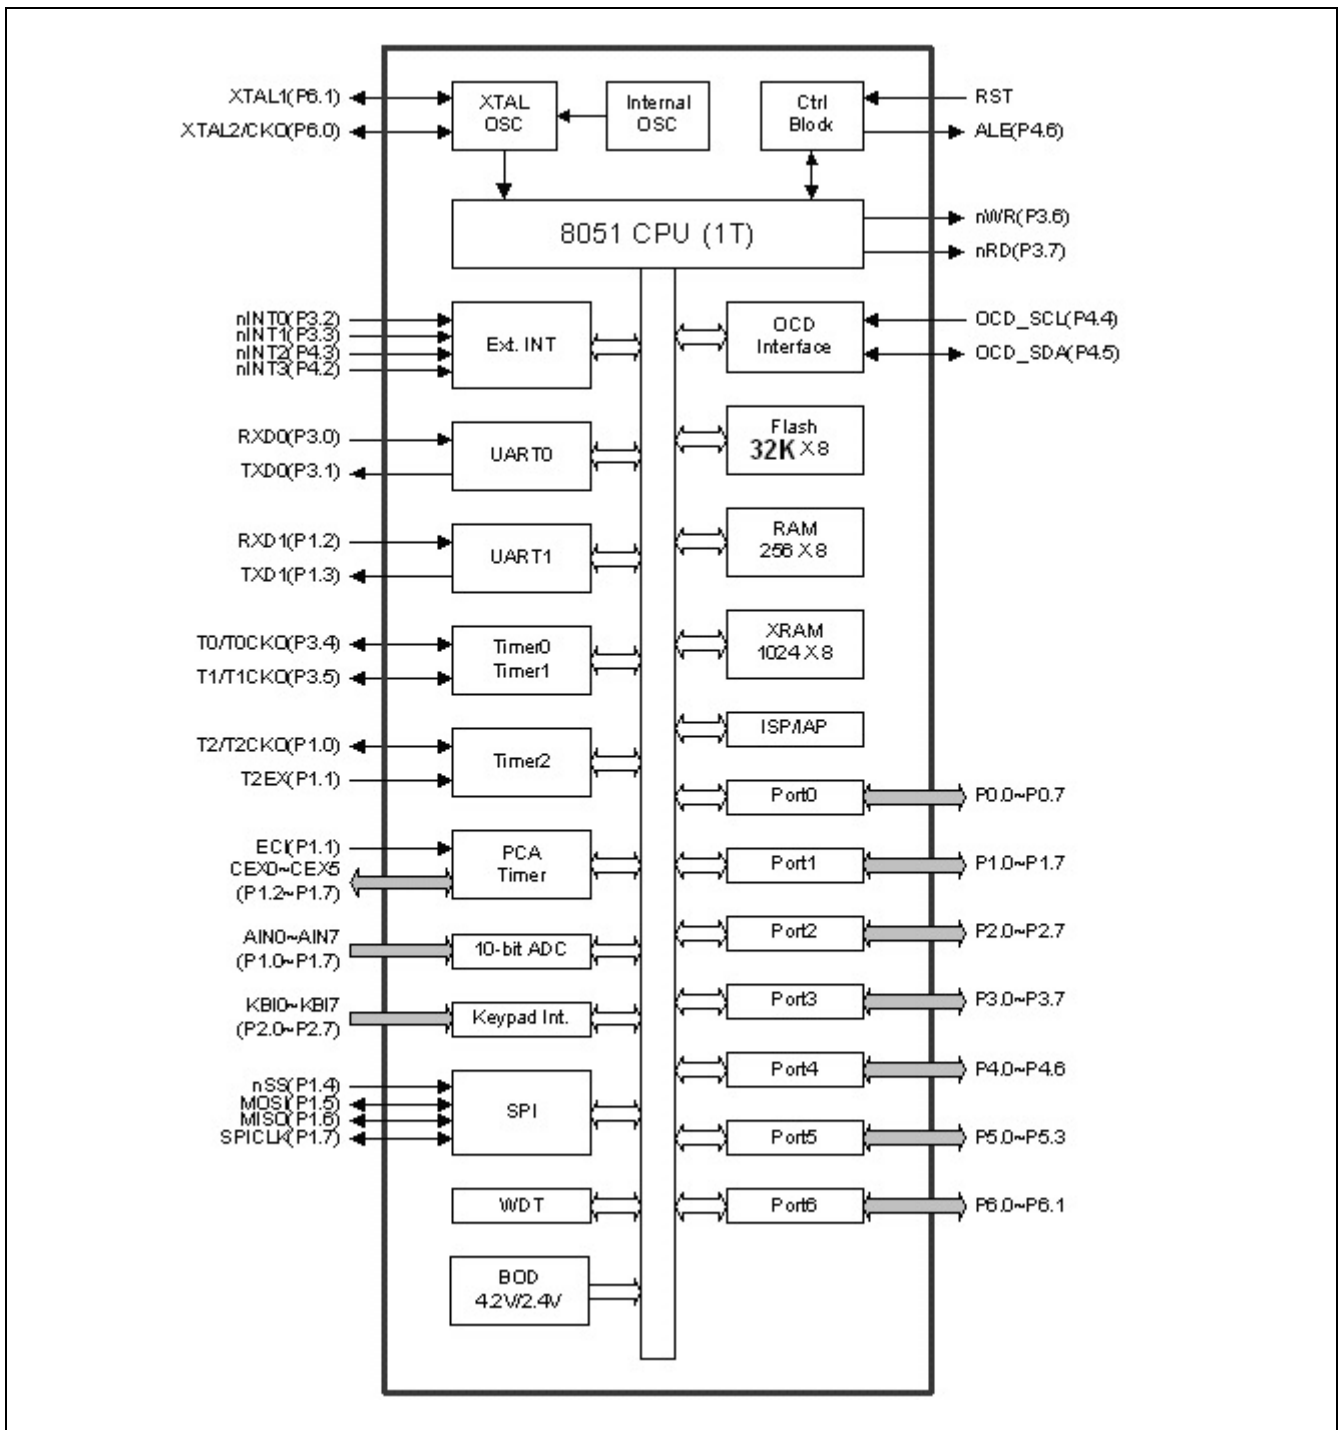 XTAL1(P6.1)
XTAL2/CKO(P6.0)
XTAL
OSC
Internal
OSC
Ctrl
Block
RST
ALE(P4.6)
8051 CPU (1T)
nWR(P3.6)
nRD(P3.7)
nINT0(P3.2)
nINT1(P3.3)
nINT2(P4.3)
nINT3(P4.2)
Ext. INT
OCD
Interface
OCD_SCL(P4.4)
OCD_SDA(P4.5)
RXD0(P3.0)
TXD0(P3.1)
UART0
Flash
32K X 8
RXD1(P1.2)
TXD1(P1.3)
UART1
RAM
256 X 8
T0/T0CKO(P3.4)
T1/T1CKO(P3.5)
Timer0
Timer1
XRAM
1024 X 8
T2/T2CKO(P1.0)
T2EX(P1.1)
Timer2
ISP/IAP
Port0
P0.0~P0.7
ECI(P1.1)
CEX0~CEX5
(P1.2~P1.7)
PCA
Timer
Port1
P1.0~P1.7
AIN0~AIN7
(P1.0~P1.7)
10-bit ADC
Port2
P2.0~P2.7
KBI0~KBI7
(P2.0~P2.7)
Keypad Int.
Port3
P3.0~P3.7
nSS(P1.4)
MOSI(P1.5)
MISO(P1.6)
SPICLK(P1.7)
SPI
Port4
P4.0~P4.6
Port5
P5.0~P5.3
WDT
Port6
P6.0~P6.1
BOD
4.2V/2.4V